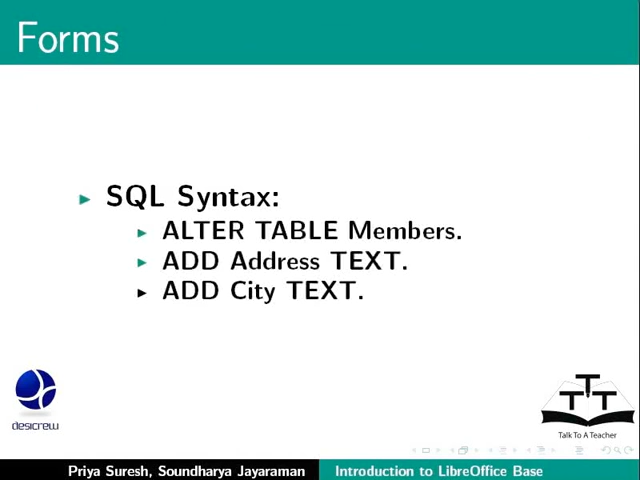 Forms
SQL Syntax:
ALTER TABLE Members.
ADD Address TEXT.
ADD City TEXT.
desicrew
TTT
Talk To A Teacher
Priya Suresh, Soundharya Jayaraman
Introduction to LibreOffice Base